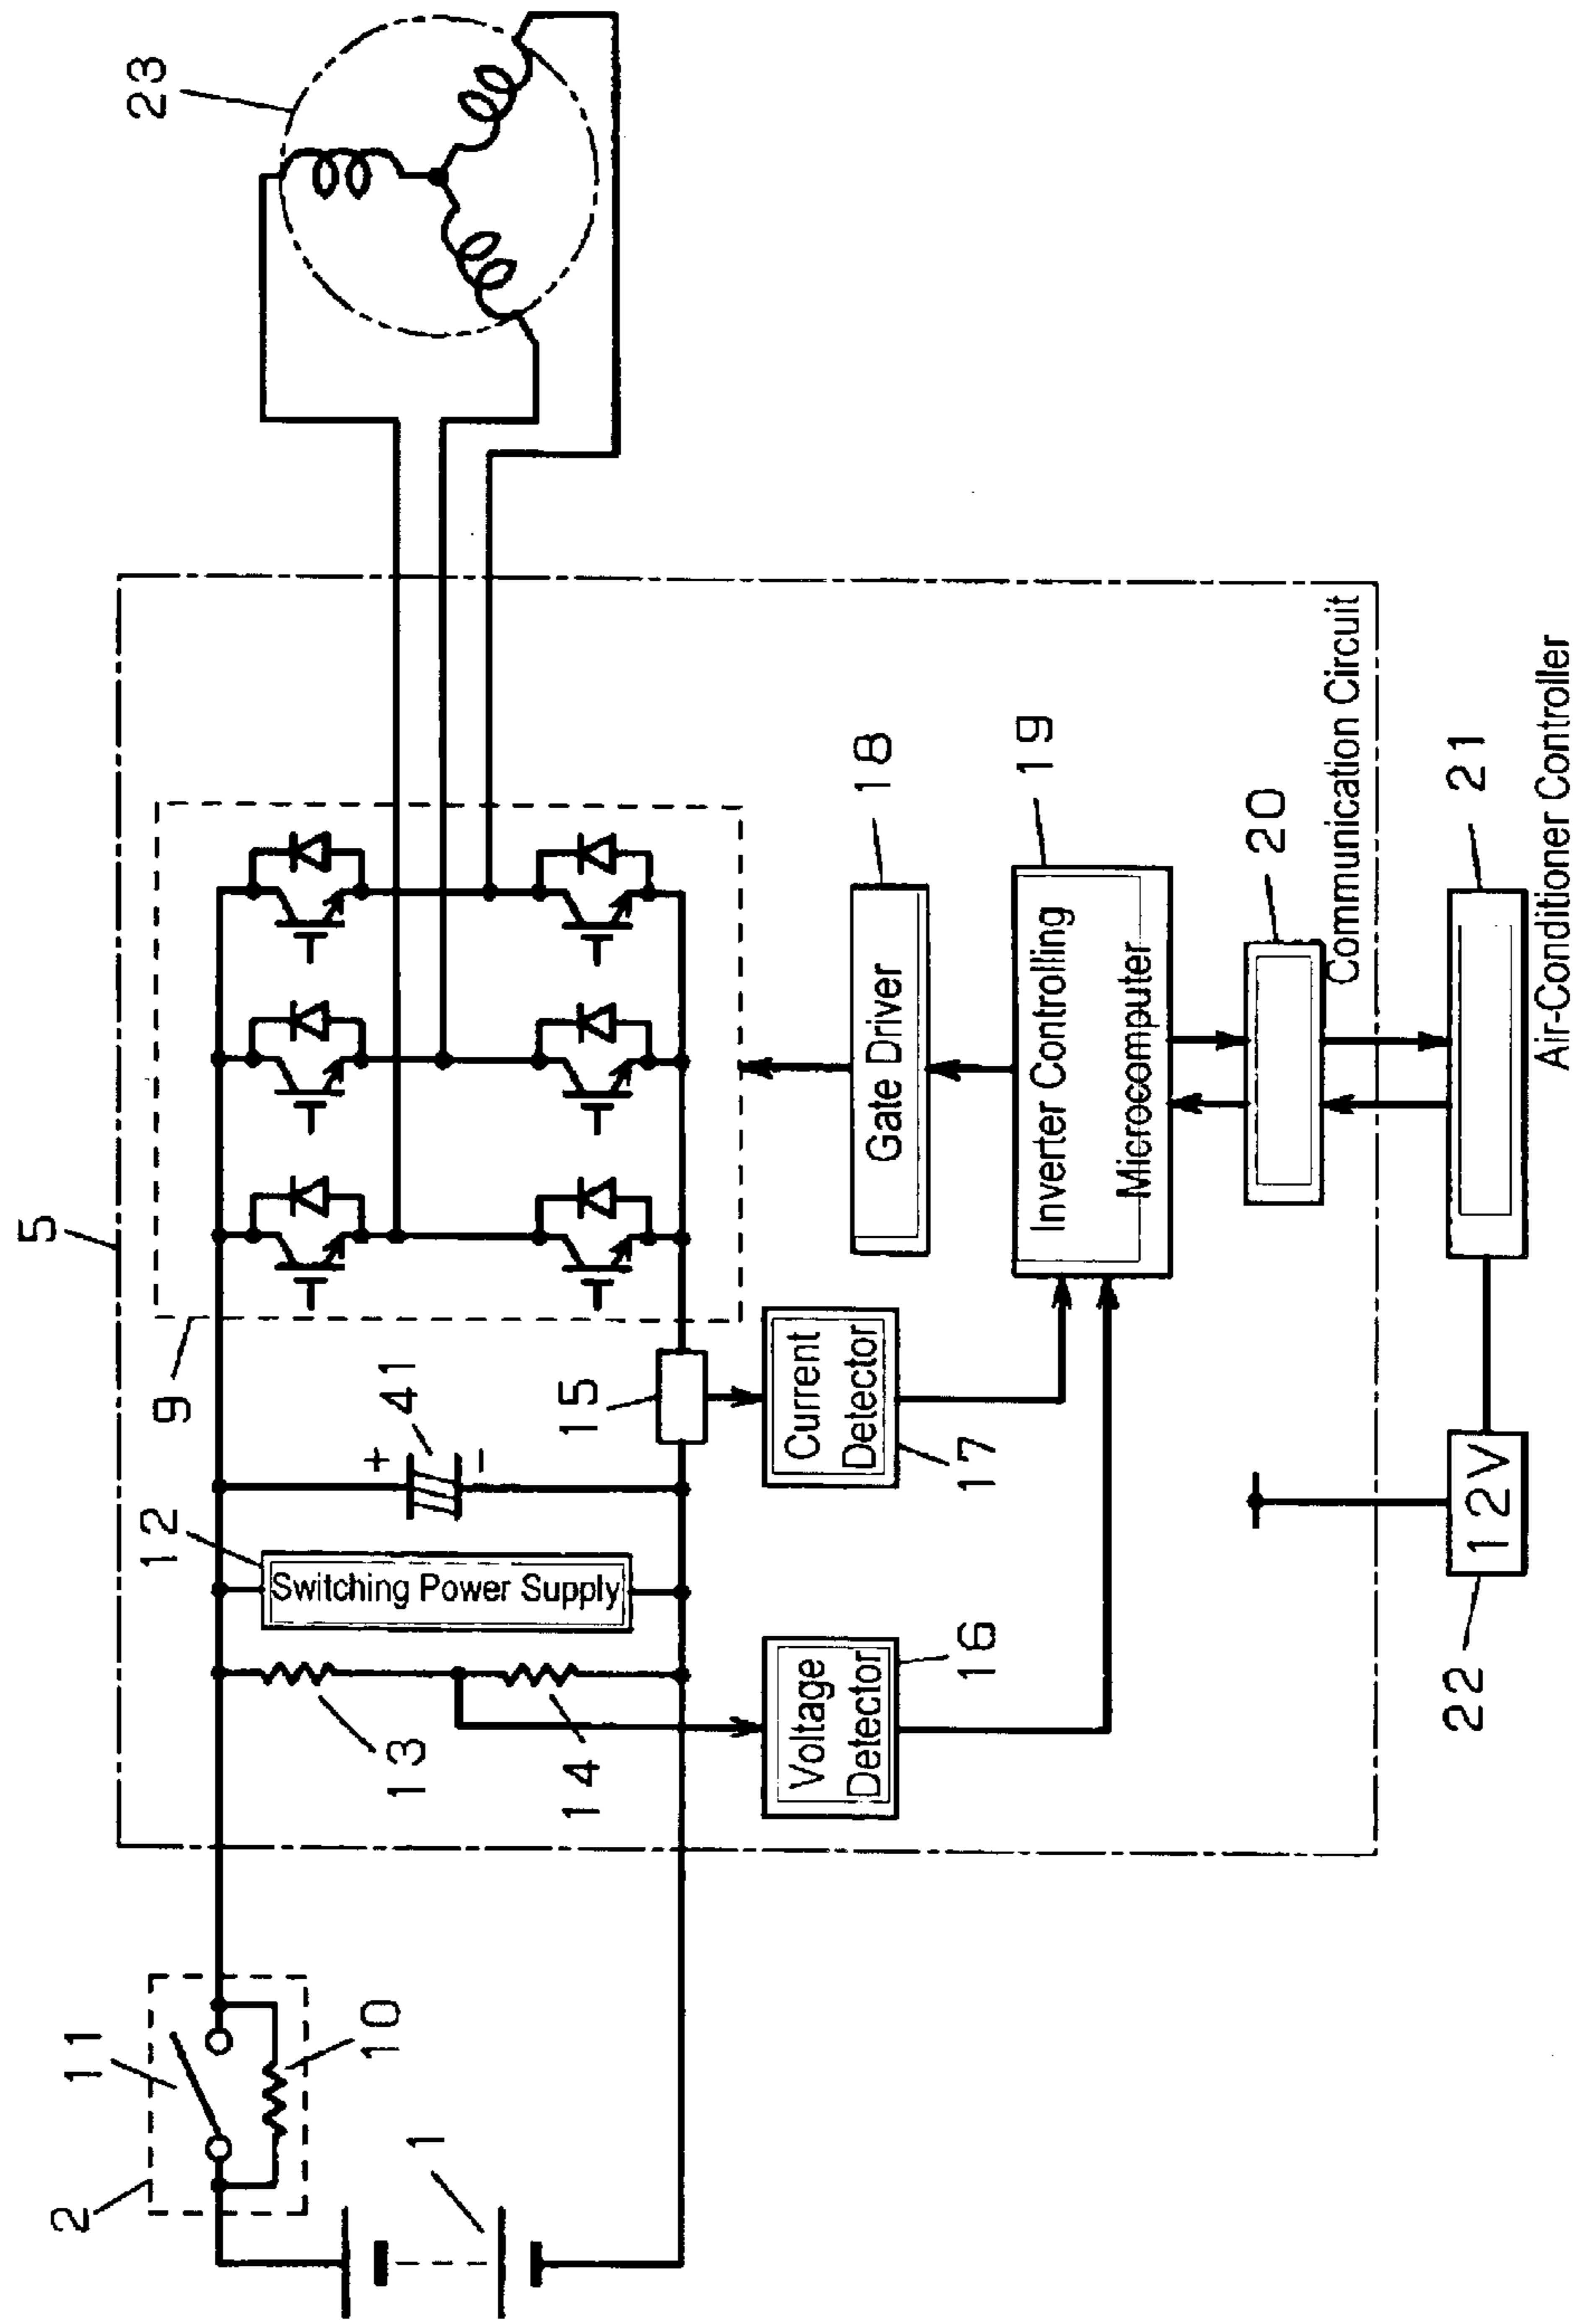 23
5
9
41
12
15
13
14
+
−
11
10
2
1
Switching Power Supply
Current
Detector
17
Voltage
Detector
16
Gate Driver
18
Inverter Controlling
Microcomputer
19
20
Communication Circuit
21
Air-Conditioner Controller
12V
22